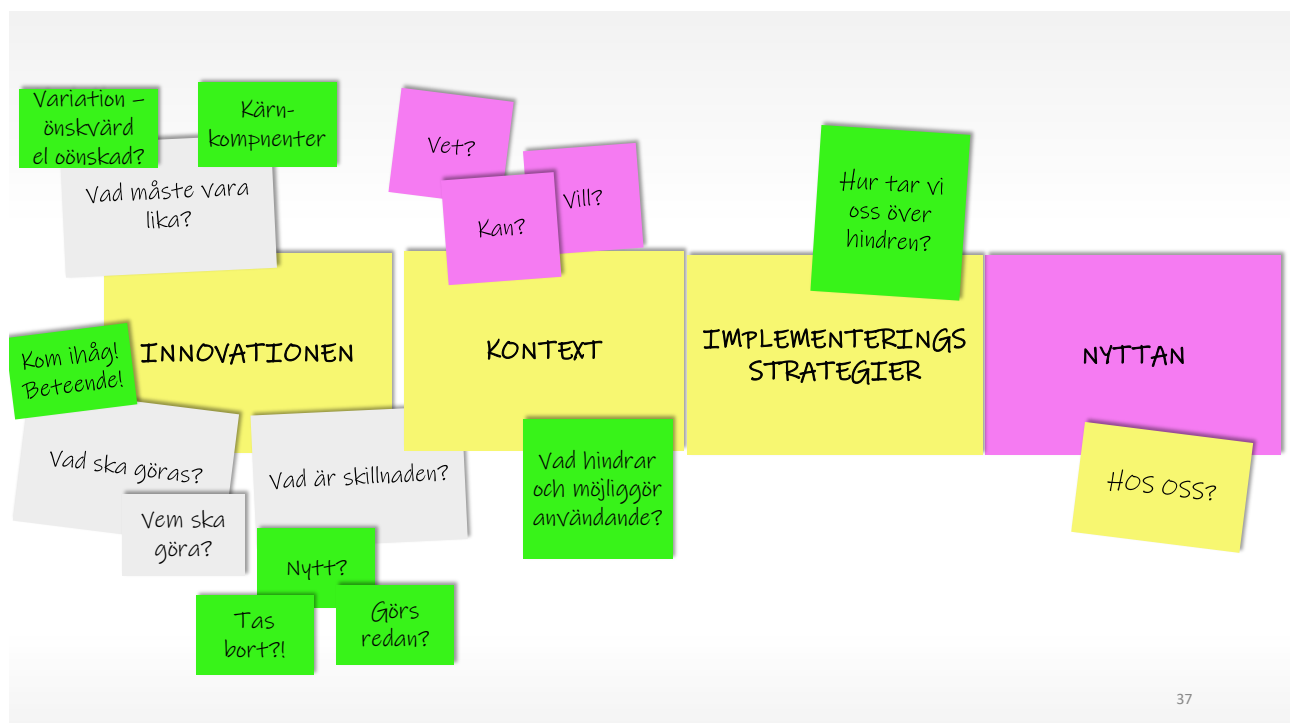 Variation –
önskvärd
el oönskad?
Kärn-
kompnenter
Vad måste vara
lika?
Kom ihåg!
Beteende!
INNOVATIONEN
Vad ska göras?
Vem ska
göra?
Vad är skillnaden?
Nytt?
Tas
bort?!
Görs
redan?
Vet?
Vill?
Kan?
KONTEXT
Vad hindrar
och möjliggör
användande?
Hur tar vi
oss över
hindren?
IMPLEMENTERINGS
STRATEGIER
NYTTAN
HOS OSS?
37